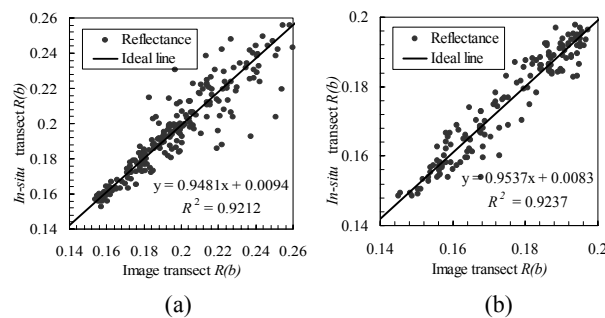 0.26
0.24
0.22
0.2
0.18
0.16
0.14
In-situ transect R(b)
Reflectance
Ideal line
y = 0.9481x + 0.0094
R² = 0.9212
0.14 0.16 0.18 0.20 0.22 0.24 0.26
Image transect R(b)
(a)
0.2
0.18
0.16
0.14
In-situ transect R(b)
Reflectance
Ideal line
y = 0.9537x + 0.0083
R² = 0.9237
0.14 0.16 0.18 0.2
Image transect R(b)
(b)